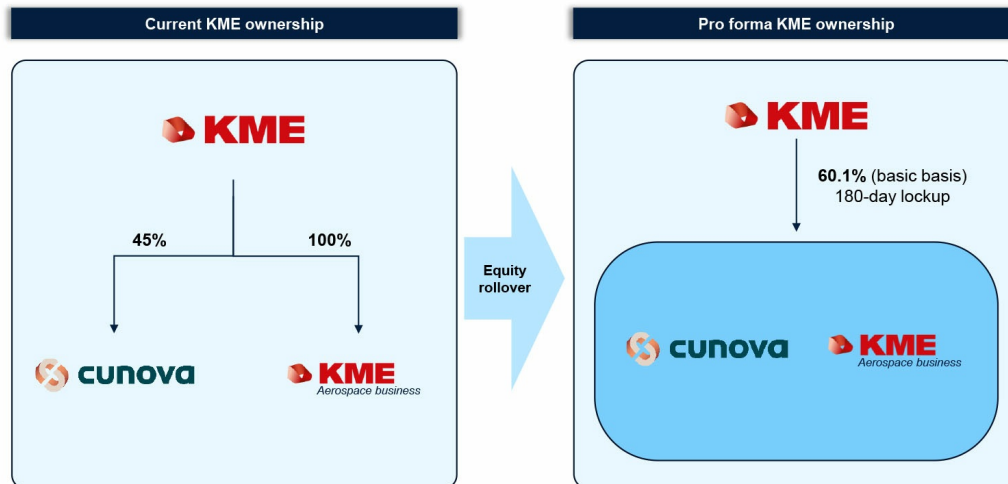 Current KME ownership
KME
45%
100%
cunova
KME
Aerospace business
Equity
rollover
Pro forma KME ownership
KME
60.1% (basic basis)
180-day lockup
cunova
KME
Aerospace business